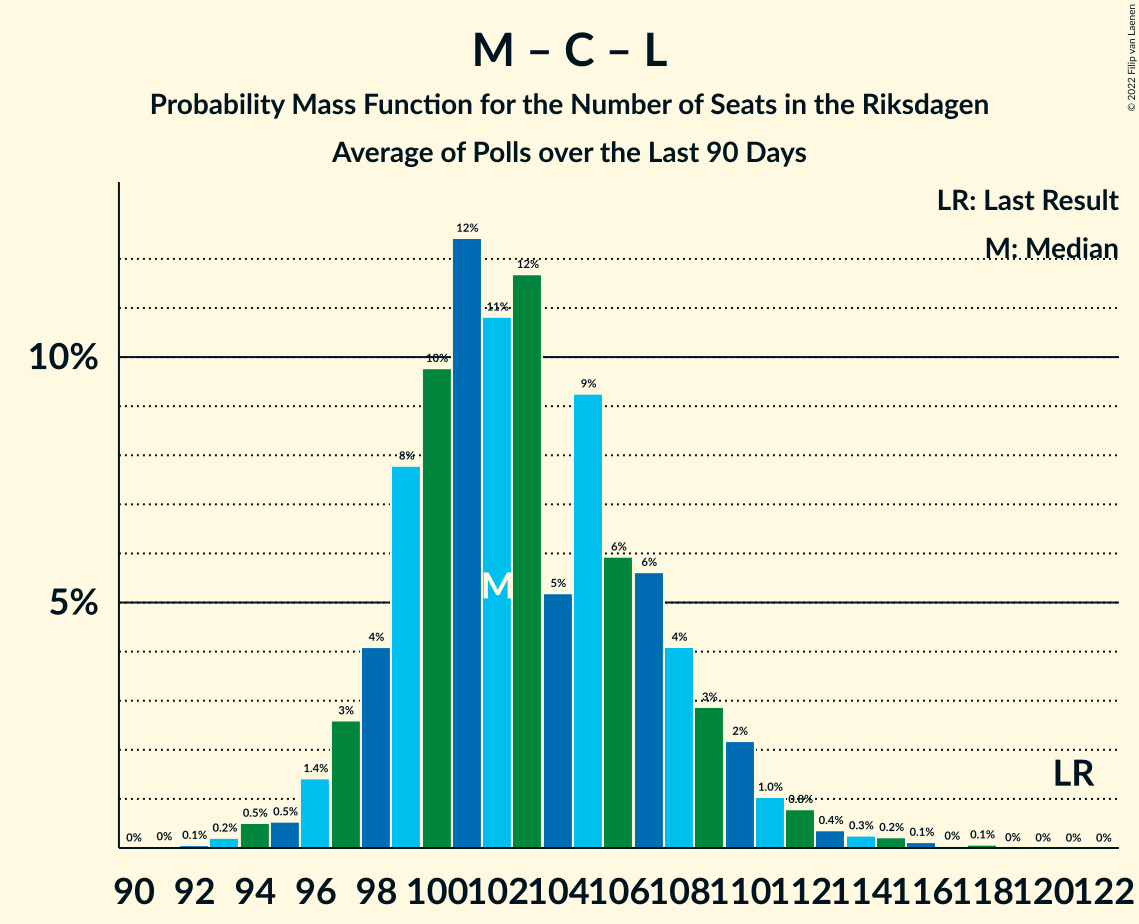 © 2022 Filip van Laenen
M – C – L
Probability Mass Function for the Number of Seats in the Riksdagen
Average of Polls over the Last 90 Days
LR: Last Result
M: Median
10%
5%
0% 0% 0.1% 0.2% 0.5% 0.5% 1.4% 3% 4% 8% 10% 12% 11% 12% 5% 9% 6% 6% 4% 3% 2% 1.0% 0.8% 0.4% 0.3% 0.2% 0.1% 0% 0.1% 0% 0% 0% 0%
M
LR
90 92 94 96 98 100 102 104 106 108 110 112 114 116 118 120 122